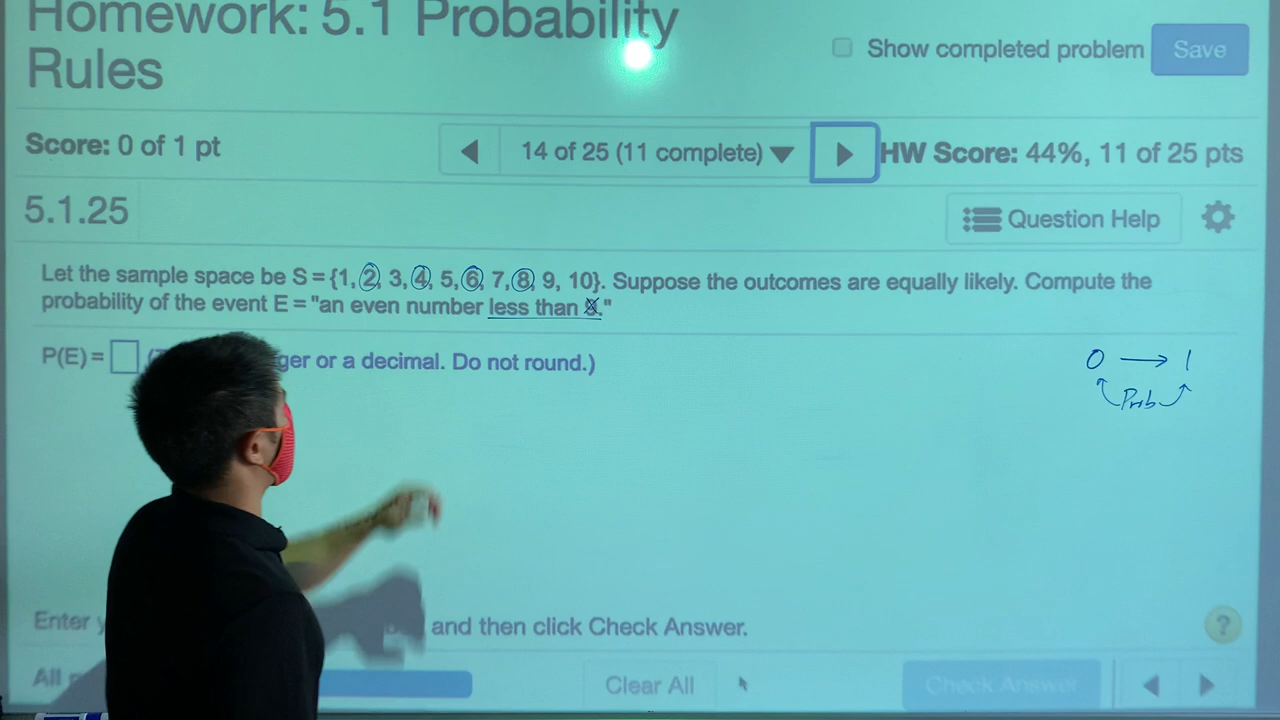 Homework: 5.1 Probability
Rules
Show completed problem
Save
Score: 0 of 1 pt
14 of 25 (11 complete)
HW Score: 44%, 11 of 25 pts
5.1.25
Question Help
Let the sample space be S = {1, 2, 3, 4, 5, 6, 7, 8, 9, 10}. Suppose the outcomes are equally likely. Compute the
probability of the event E = "an even number less than ."
P(E) = or a decimal. Do not round.)
0 → 1
Prob
Enter and then click Check Answer.
?
All
Clear All
Check Answer